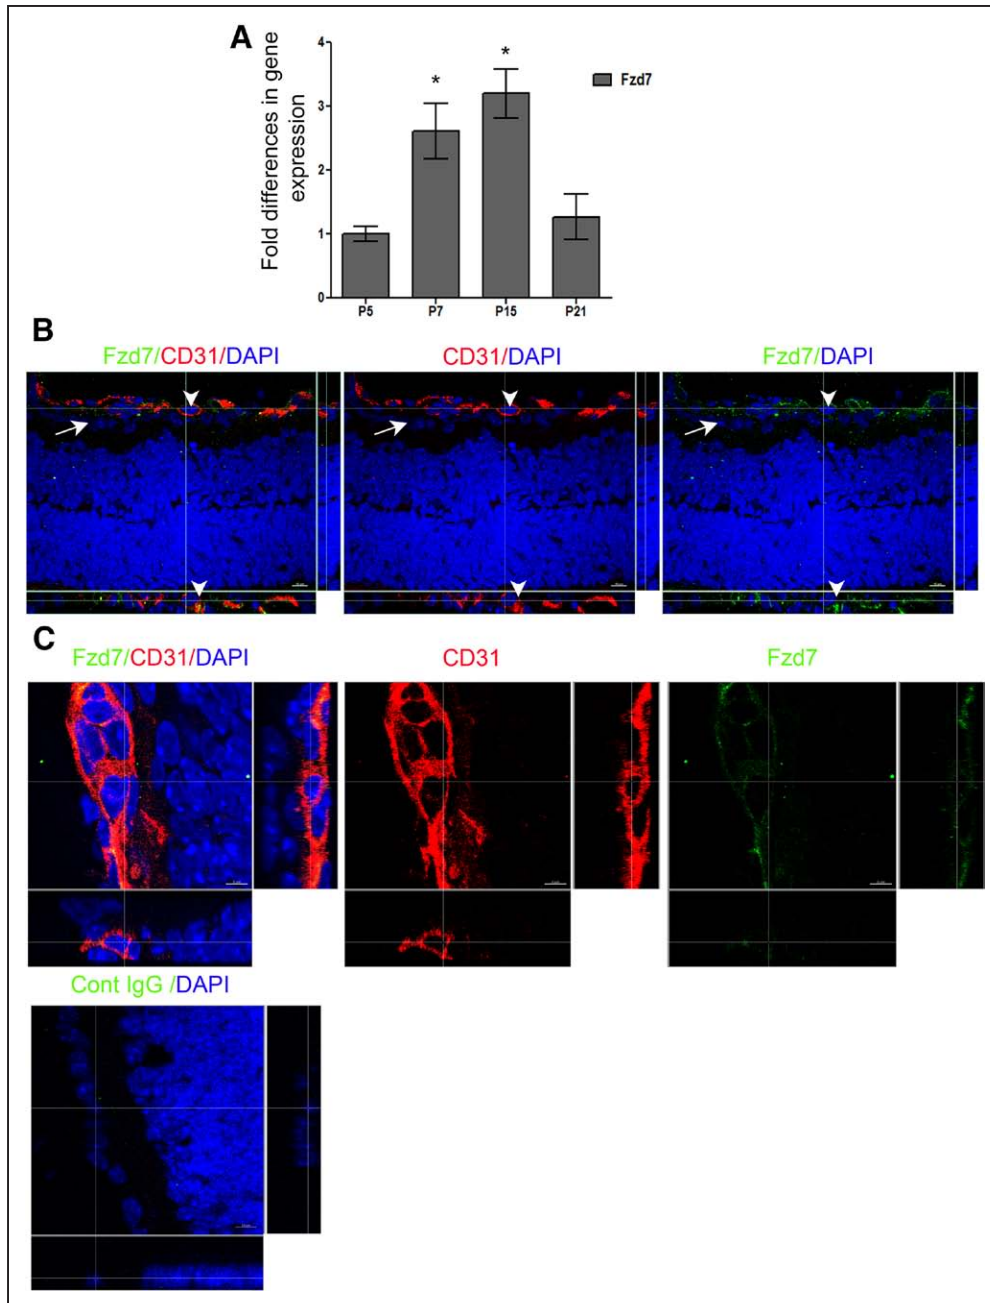 A
Fold differences in gene
expression
4
3
2
1
0
*
*
Fzd7
P5
P7
P15
P21
B
Fzd7/CD31/DAPI
CD31/DAPI
Fzd7/DAPI
C
Fzd7/CD31/DAPI
CD31
Fzd7
Cont IgG /DAPI